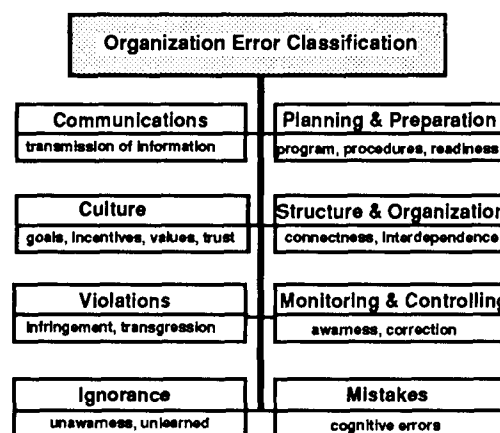 Organization Error Classification
Communications
transmission of information
Planning & Preparation
program, procedures, readiness
Culture
goals, incentives, values, trust
Structure & Organization
connectness, interdependence
Violations
infringement, transgression
Monitoring & Controlling
awarness, correction
Ignorance
unawarness, unlearned
Mistakes
cognitive errors